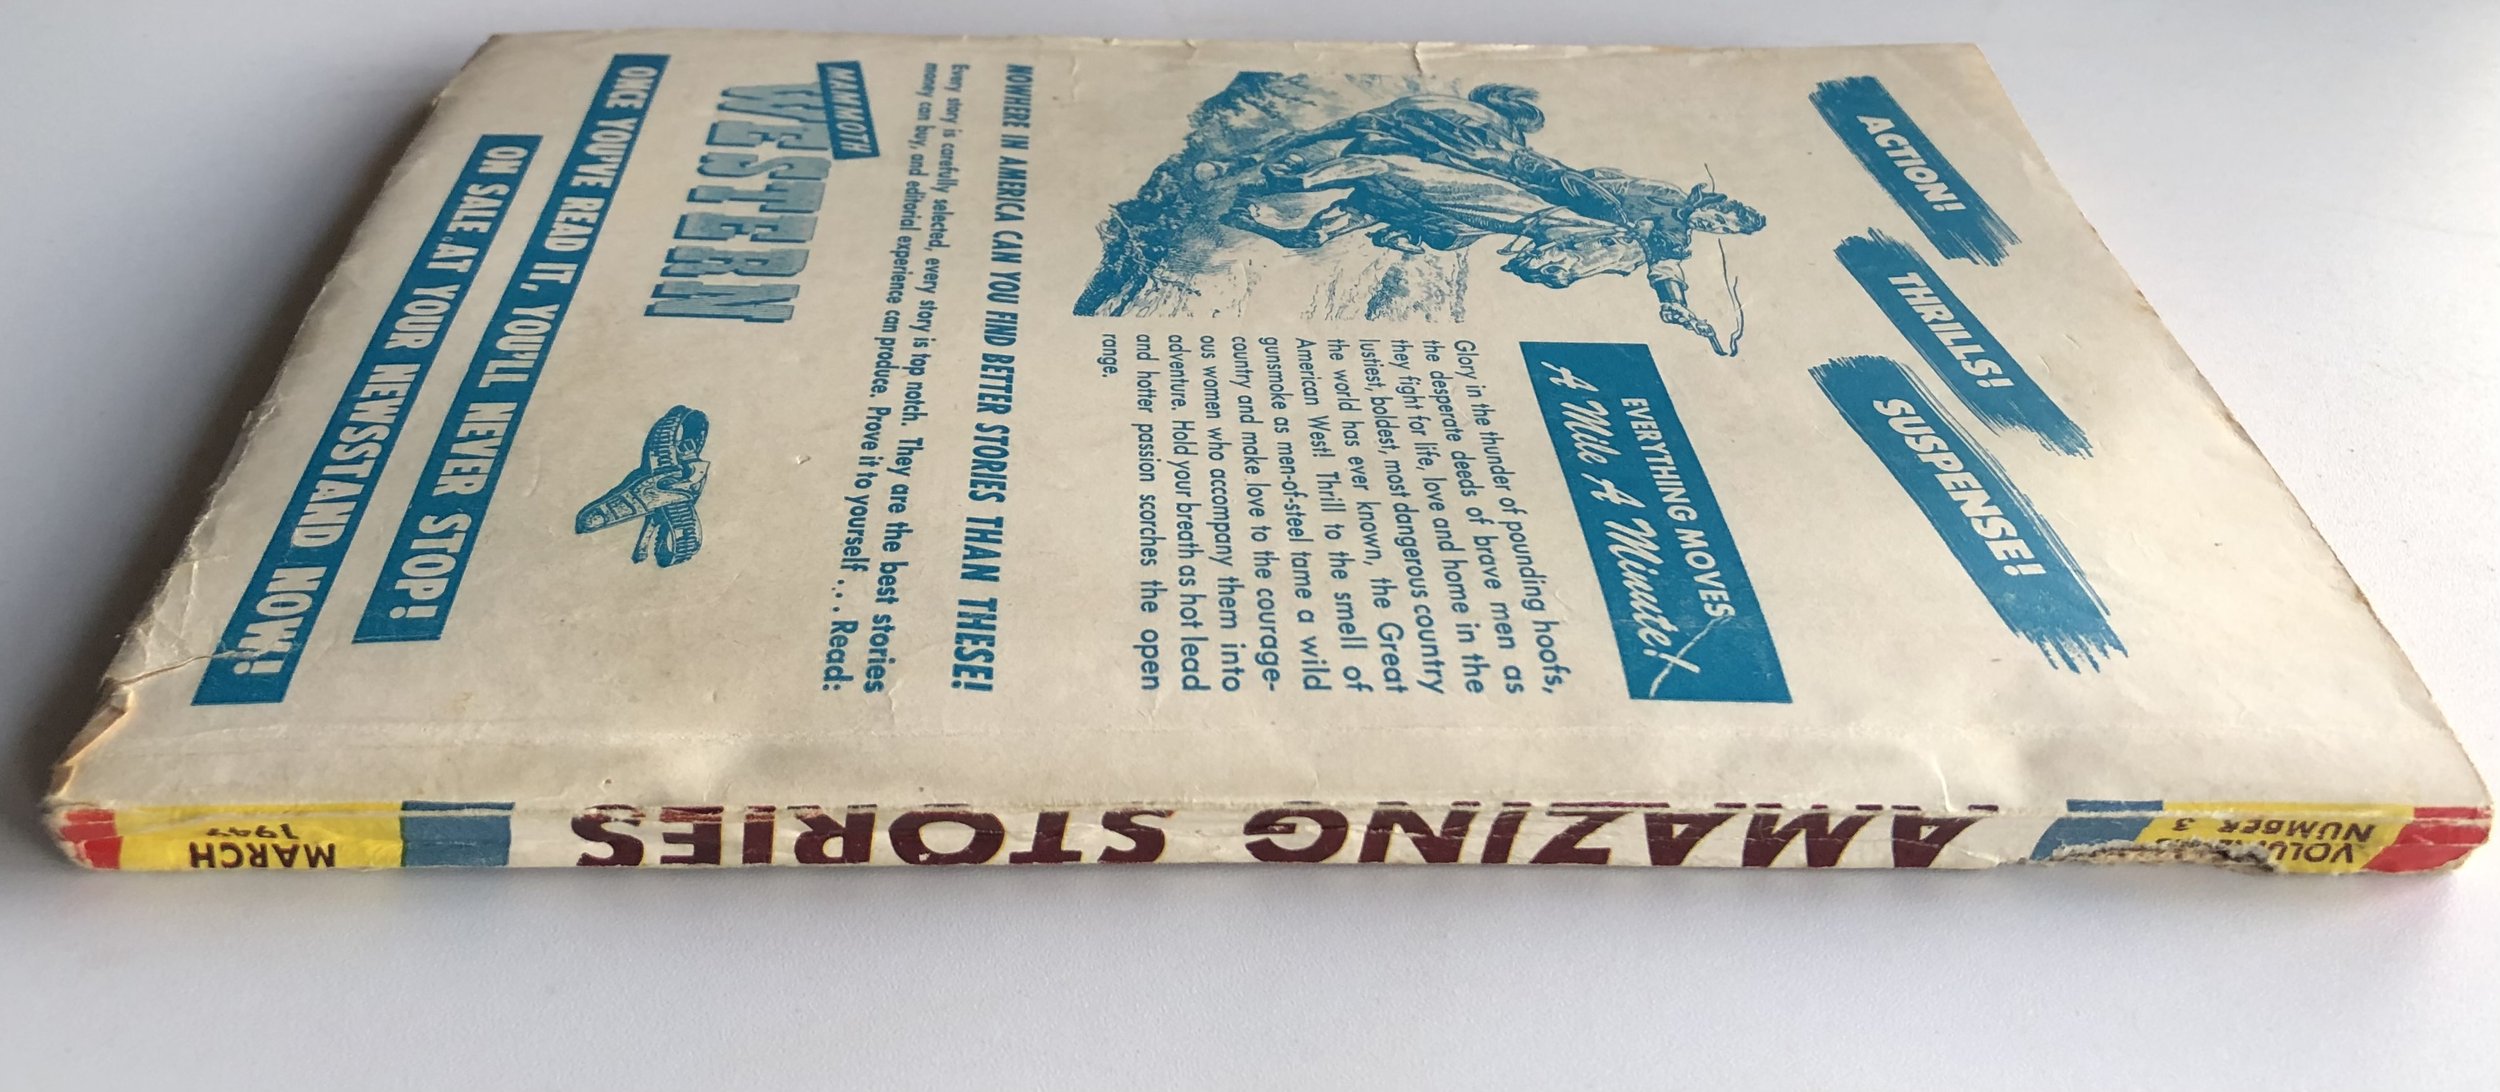 ACTION!
THRILLS!
SUSPENSE!
EVERYTHING MOVES
A Mile A Minute!
Glory in the thunder of pounding hoofs,
the desperate deeds of brave men as
they fight for life, love and home in the
lustiest, boldest, most dangerous country
the world has ever known, the Great
American West! Thrill to the smell of
gunsmoke as men-of-steel tame a wild
country and make love to the courage-
ous women who accompany them into
adventure. Hold your breath as hot lead
and hotter passion scorches the open
range.
NOWHERE IN AMERICA CAN YOU FIND BETTER STORIES THAN THESE!
Every story is carefully selected, every story is top notch. They are the best stories
money can buy, and editorial experience can produce. Prove it to yourself . . . Read:
MAMMOTH
WESTERN
ONCE YOU'VE READ IT, YOU'LL NEVER STOP!
ON SALE AT YOUR NEWSSTAND NOW!
VOLUME
NUMBER 3
AMAZING STORIES
MARCH
1947